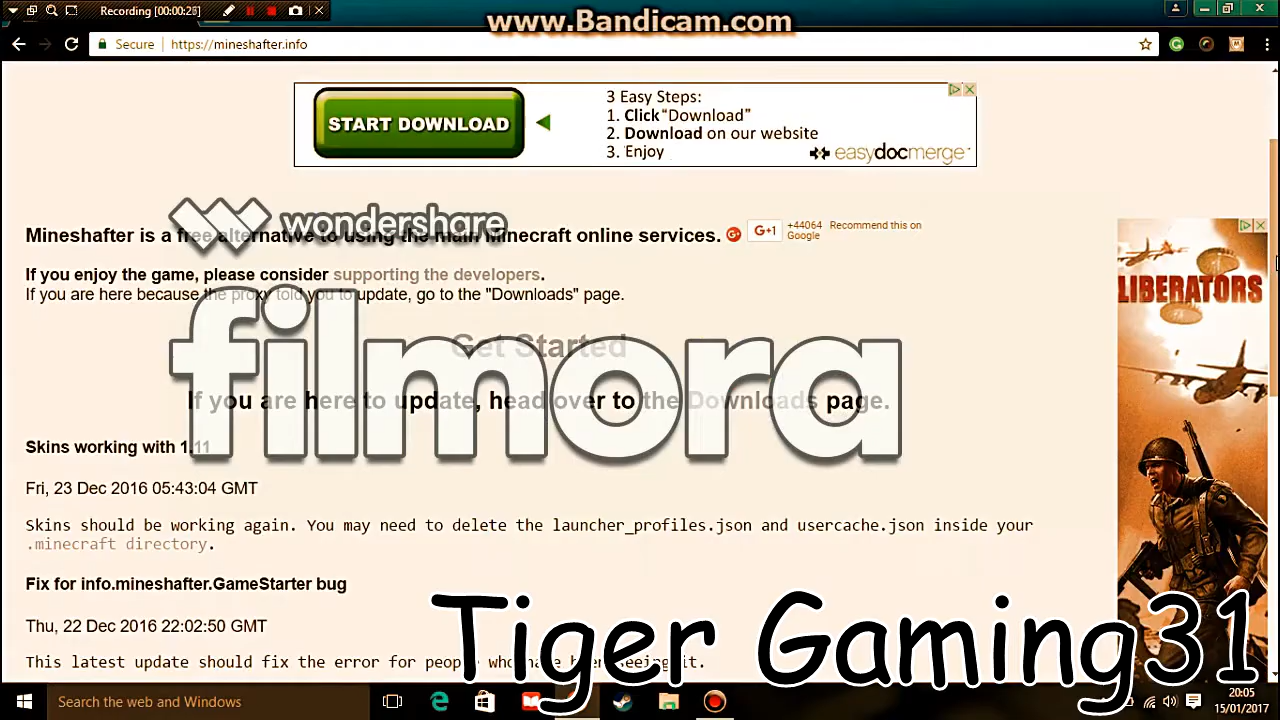 Recording [00:00:26]
www.Bandicam.com
Secure
https://mineshafter.info
START DOWNLOAD
3 Easy Steps:
1. Click "Download"
2. Download on our website
3. Enjoy
easydocmerge
wondershare
Mineshafter is a free alternative to using the main Minecraft online services.
G+1
+44064
Recommend this on Google
If you enjoy the game, please consider supporting the developers.
If you are here because the proxy told you to update, go to the "Downloads" page.
LIBERATORS
filmora
Get Started
If you are here to update, head over to the Downloads page.
Skins working with 1.11
Fri, 23 Dec 2016 05:43:04 GMT
Skins should be working again. You may need to delete the launcher_profiles.json and usercache.json inside your
.minecraft directory.
Fix for info.mineshafter.GameStarter bug
Thu, 22 Dec 2016 22:02:50 GMT
Tiger Gaming31
This latest update should fix the error for people who have been seeing it.
Search the web and Windows
20:05
15/01/2017